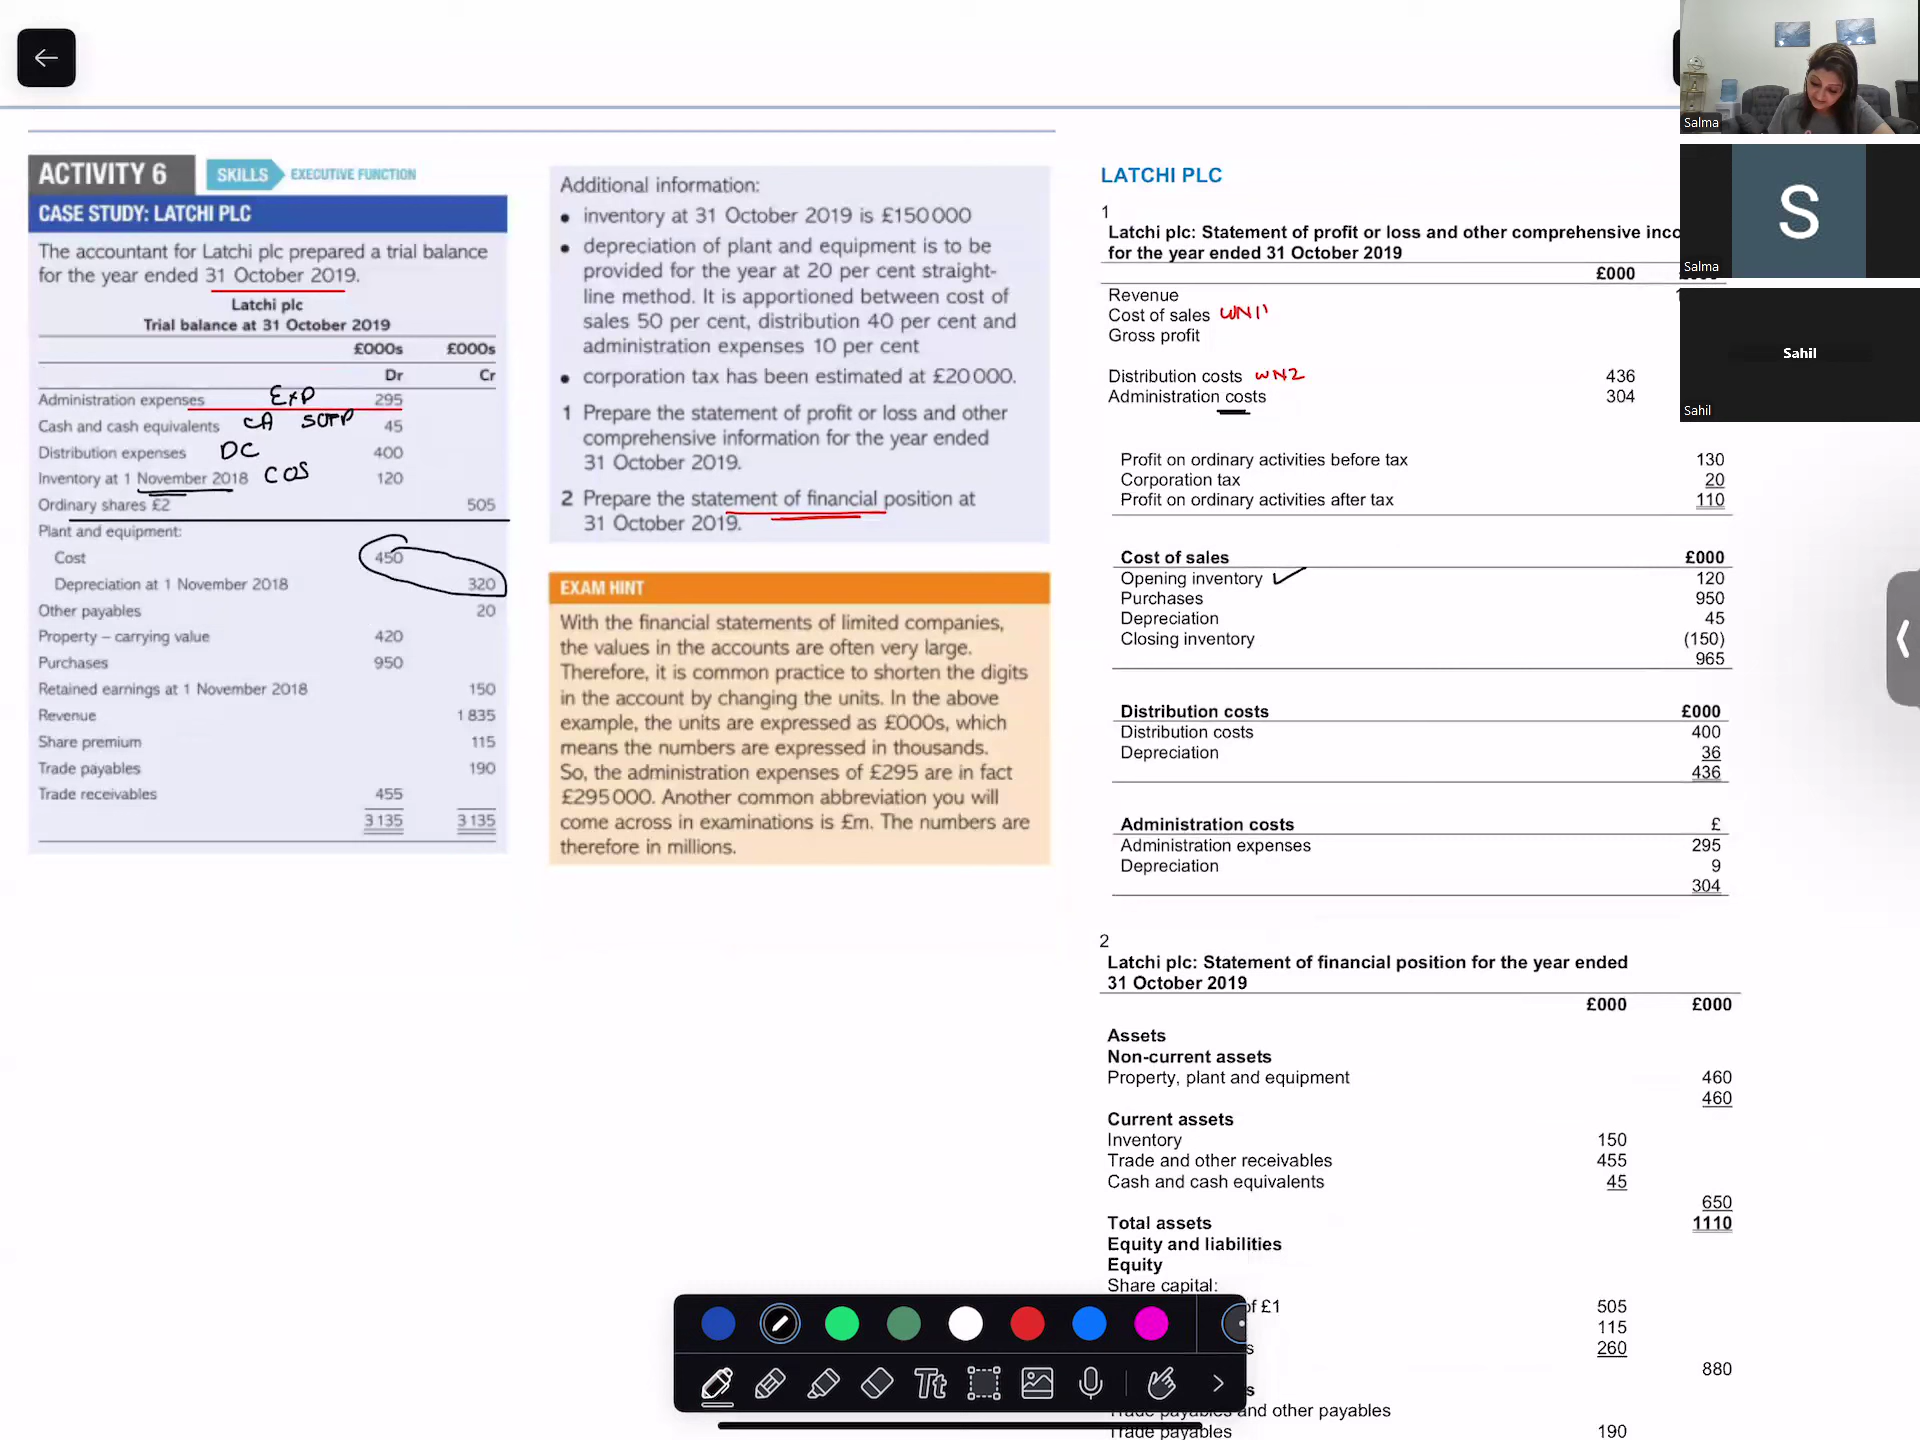 ACTIVITY 6
SKILLS
EXECUTIVE FUNCTION
CASE STUDY: LATCHI PLC
The accountant for Latchi plc prepared a trial balance
for the year ended 31 October 2019.
Latchi plc
Trial balance at 31 October 2019
£000s £000s
Dr Cr
Administration expenses EXP 295
Cash and cash equivalents CA SOFP 45
Distribution expenses DC 400
Inventory at 1 November 2018 COS 120
Ordinary shares £2 505
Plant and equipment:
Cost 450
Depreciation at 1 November 2018 320
Other payables 20
Property – carrying value 420
Purchases 950
Retained earnings at 1 November 2018 150
Revenue 1 835
Share premium 115
Trade payables 190
Trade receivables 455
3 135 3 135
Additional information:
• inventory at 31 October 2019 is £150 000
• depreciation of plant and equipment is to be
provided for the year at 20 per cent straight-
line method. It is apportioned between cost of
sales 50 per cent, distribution 40 per cent and
administration expenses 10 per cent
• corporation tax has been estimated at £20 000.
1 Prepare the statement of profit or loss and other
comprehensive information for the year ended
31 October 2019.
2 Prepare the statement of financial position at
31 October 2019.
EXAM HINT
With the financial statements of limited companies,
the values in the accounts are often very large.
Therefore, it is common practice to shorten the digits
in the account by changing the units. In the above
example, the units are expressed as £000s, which
means the numbers are expressed in thousands.
So, the administration expenses of £295 are in fact
£295 000. Another common abbreviation you will
come across in examinations is £m. The numbers are
therefore in millions.
LATCHI PLC
1
Latchi plc: Statement of profit or loss and other comprehensive inco
for the year ended 31 October 2019
£000
Revenue 1
Cost of sales WN1
Gross profit
Distribution costs WN2 436
Administration costs 304
Profit on ordinary activities before tax 130
Corporation tax 20
Profit on ordinary activities after tax 110
Cost of sales £000
Opening inventory 120
Purchases 950
Depreciation 45
Closing inventory (150)
965
Distribution costs £000
Distribution costs 400
Depreciation 36
436
Administration costs £
Administration expenses 295
Depreciation 9
304
2
Latchi plc: Statement of financial position for the year ended
31 October 2019
£000 £000
Assets
Non-current assets
Property, plant and equipment 460
460
Current assets
Inventory 150
Trade and other receivables 455
Cash and cash equivalents 45
650
Total assets 1110
Equity and liabilities
Equity
Share capital:
of £1 505
115
s 260
880
s
Trade payables and other payables
Trade payables 190
Tt
Salma
S
Salma
Sahil
Sahil